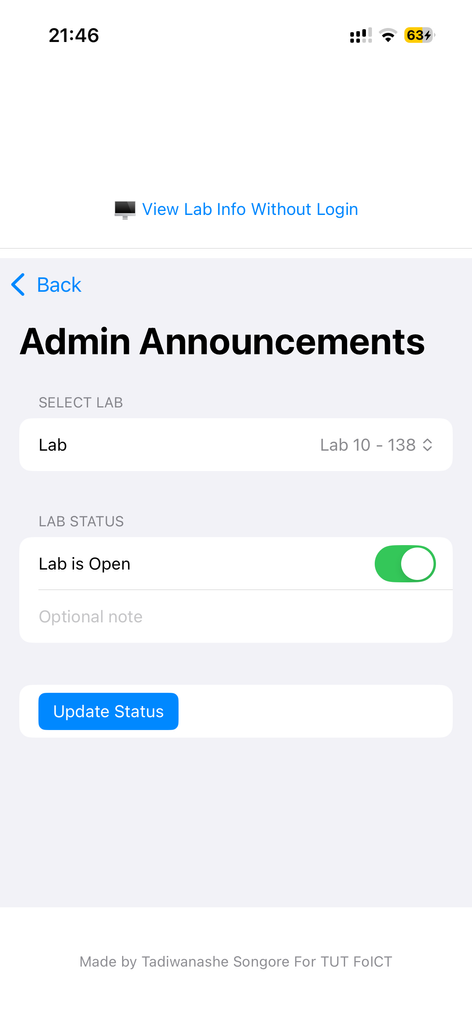 21:46
63
View Lab Info Without Login
Back
Admin Announcements
SELECT LAB
Lab Lab 10 - 138
LAB STATUS
Lab is Open
Optional note
Update Status
Made by Tadiwanashe Songore For TUT FoICT